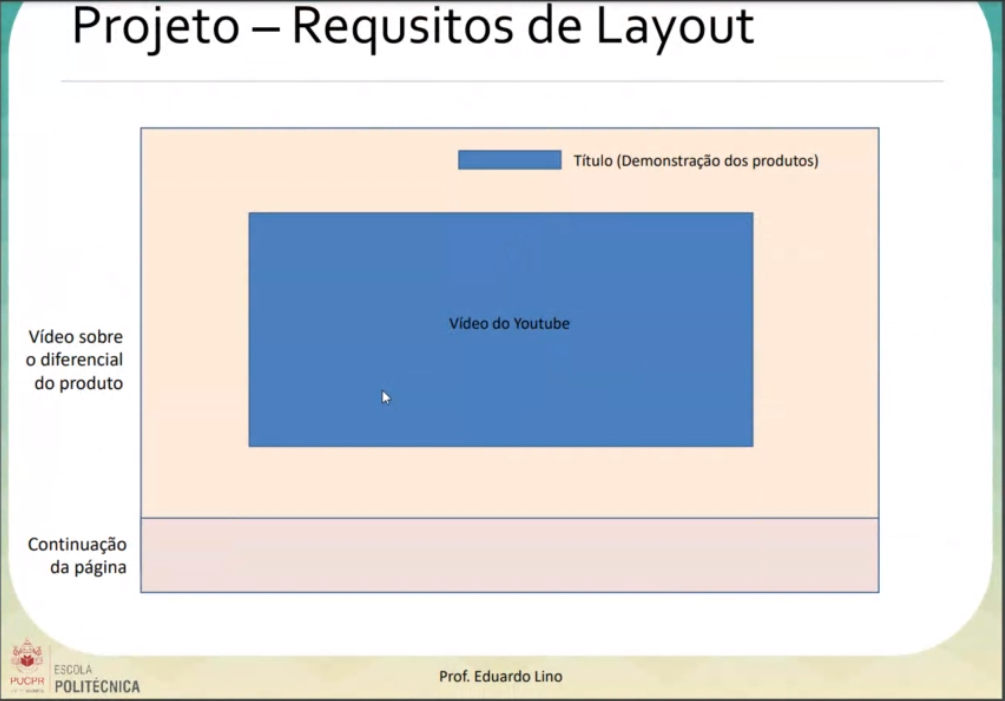 Projeto – Requsitos de Layout
Título (Demonstração dos produtos)
Vídeo do Youtube
Vídeo sobre
o diferencial
do produto
Continuação
da página
PUCPR
ESCOLA
POLITÉCNICA
Prof. Eduardo Lino